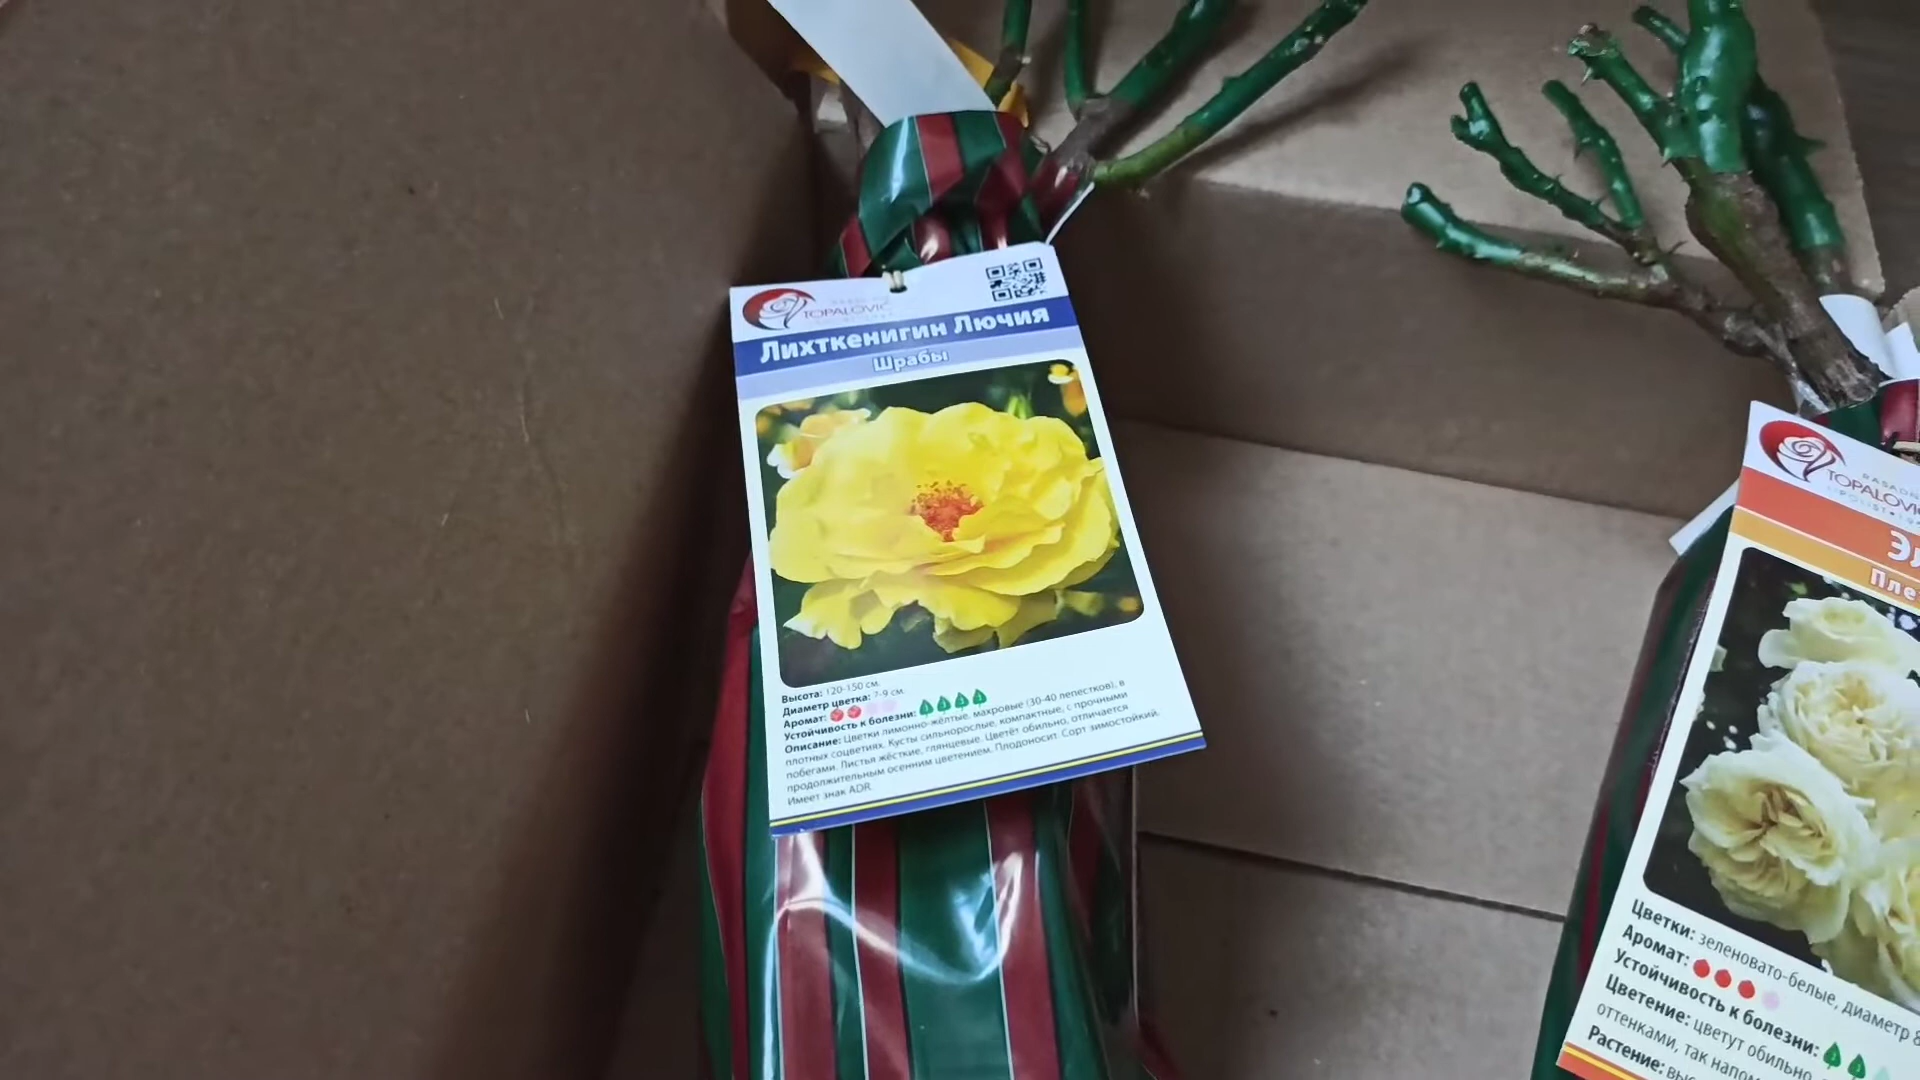 TOPALOVIC
Лихткенигин Лючия
Шрабы
Высота: 120-150 см.
Диаметр цветка: 7-9 см.
Аромат:
Устойчивость к болезни:
Описание: Цветки лимонно-жёлтые, махровые (30-40 лепестков), в
плотных соцветиях. Кусты сильнорослые, компактные, с прочными
побегами. Листья жёсткие, глянцевые. Цветёт обильно, отличается
продолжительным осенним цветением. Плодоносит. Сорт зимостойкий.
Имеет знак ADR.
TOPALOVIC
Пле
Цветки: зеленовато-белые, диаметр 8
Аромат:
Устойчивость к болезни:
Цветение: цветут обильно,
оттенками, так напом
Растение: выс